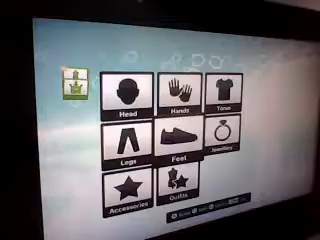 Head
Hands
Torso
Legs
Feet
Jewellery
Accessories
Outfits